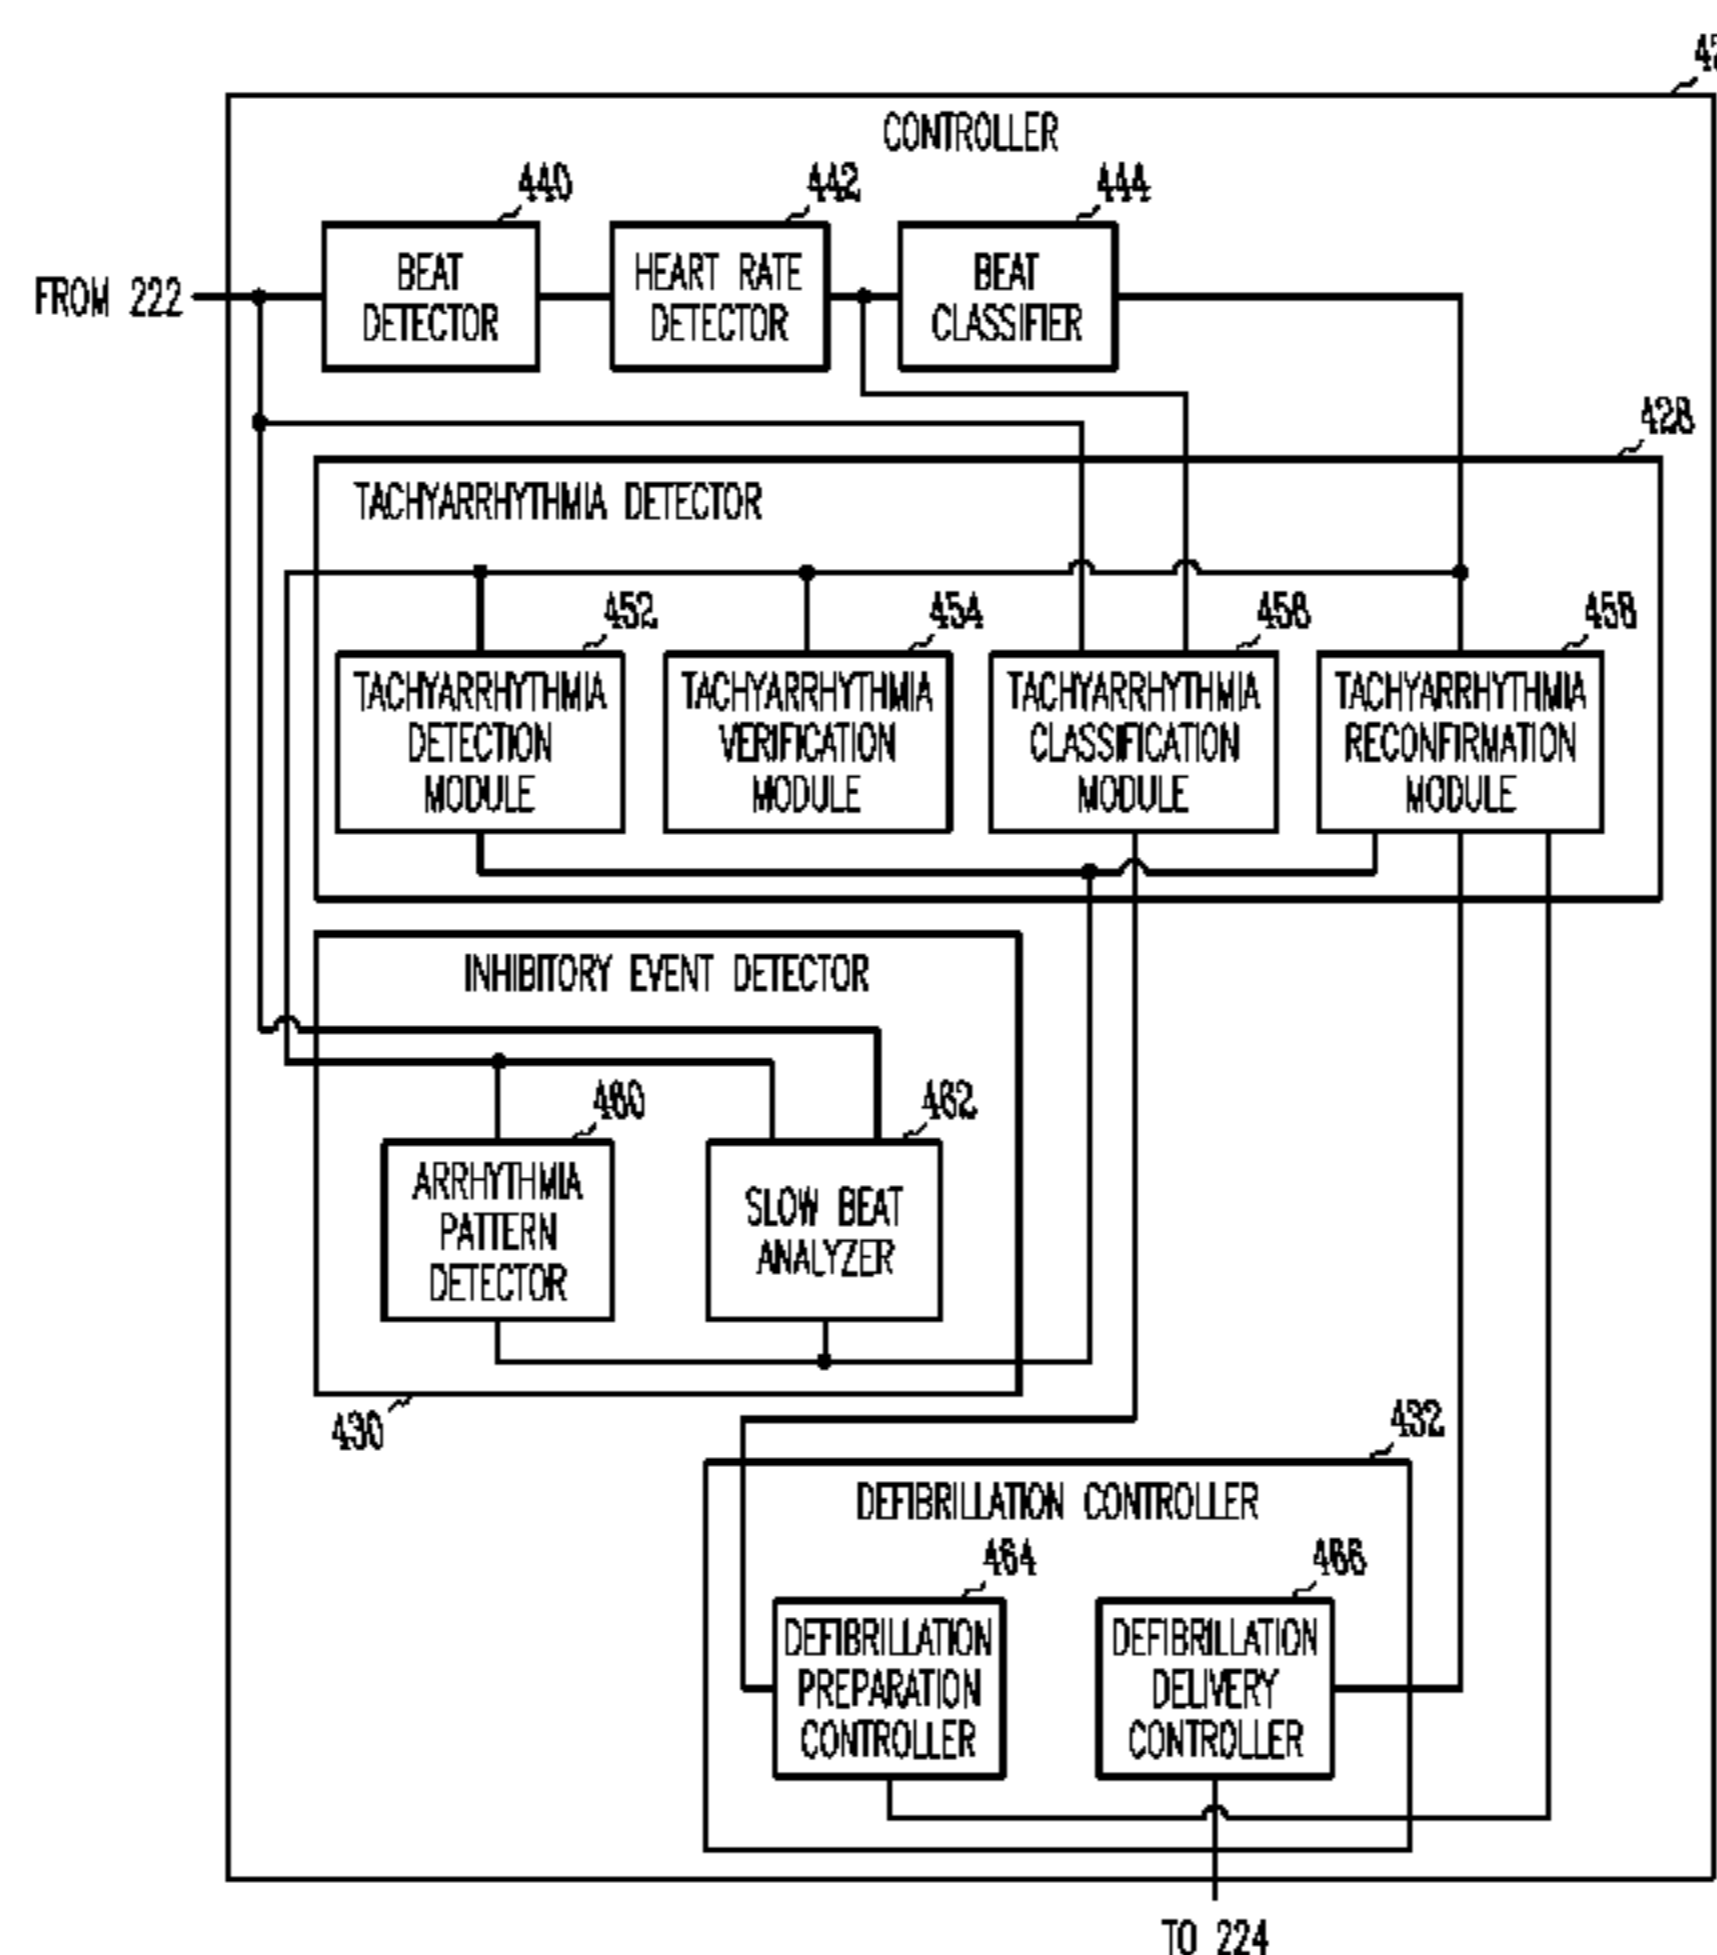 CONTROLLER
440
442
444
FROM 222
BEAT
DETECTOR
HEART RATE
DETECTOR
BEAT
CLASSIFIER
428
TACHYARRHYTHMIA DETECTOR
452
454
458
458
TACHYARRHYTHMIA
DETECTION
MODULE
TACHYARRHYTHMIA
VERIFICATION
MODULE
TACHYARRHYTHMIA
CLASSIFICATION
MODULE
TACHYARRHYTHMIA
RECONFIRMATION
MODULE
INHIBITORY EVENT DETECTOR
460
462
ARRHYTHMIA
PATTERN
DETECTOR
SLOW BEAT
ANALYZER
430
432
DEFIBRILLATION CONTROLLER
464
466
DEFIBRILLATION
PREPARATION
CONTROLLER
DEFIBRILLATION
DELIVERY
CONTROLLER
TO 224